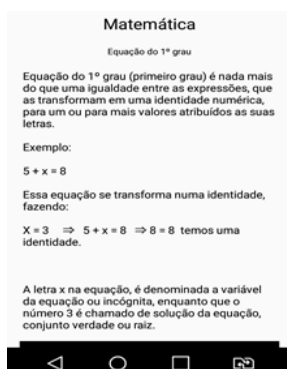 Matemática
Equação do 1º grau
Equação do 1º grau (primeiro grau) é nada mais
do que uma igualdade entre as expressões, que
as transformam em uma identidade numérica,
para um ou para mais valores atribuídos as suas
letras.
Exemplo:
5 + x = 8
Essa equação se transforma numa identidade,
fazendo:
X = 3 ⇒ 5 + x = 8 ⇒ 8 = 8 temos uma
identidade.
A letra x na equação, é denominada a variável
da equação ou incógnita, enquanto que o
número 3 é chamado de solução da equação,
conjunto verdade ou raiz.